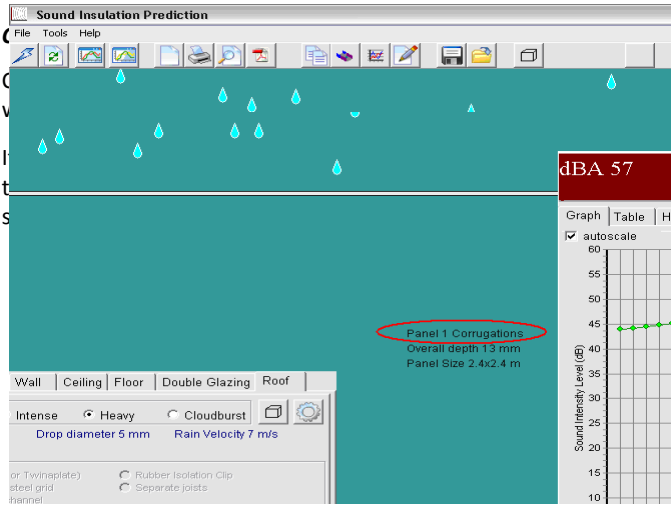 Sound Insulation Prediction
File Tools Help
dBA 57
Graph Table H
autoscale
60
55
50
45
40
35
30
25
20
15
10
Sound Intensity Level (dB)
Panel 1 Corrugations
Overall depth 13 mm
Panel Size 2.4x2.4 m
Wall Ceiling Floor Double Glazing Roof
Intense Heavy Cloudburst
Drop diameter 5 mm Rain Velocity 7 m/s
or Twinaplate) Rubber Isolation Clip
steel grid Separate joists
channel